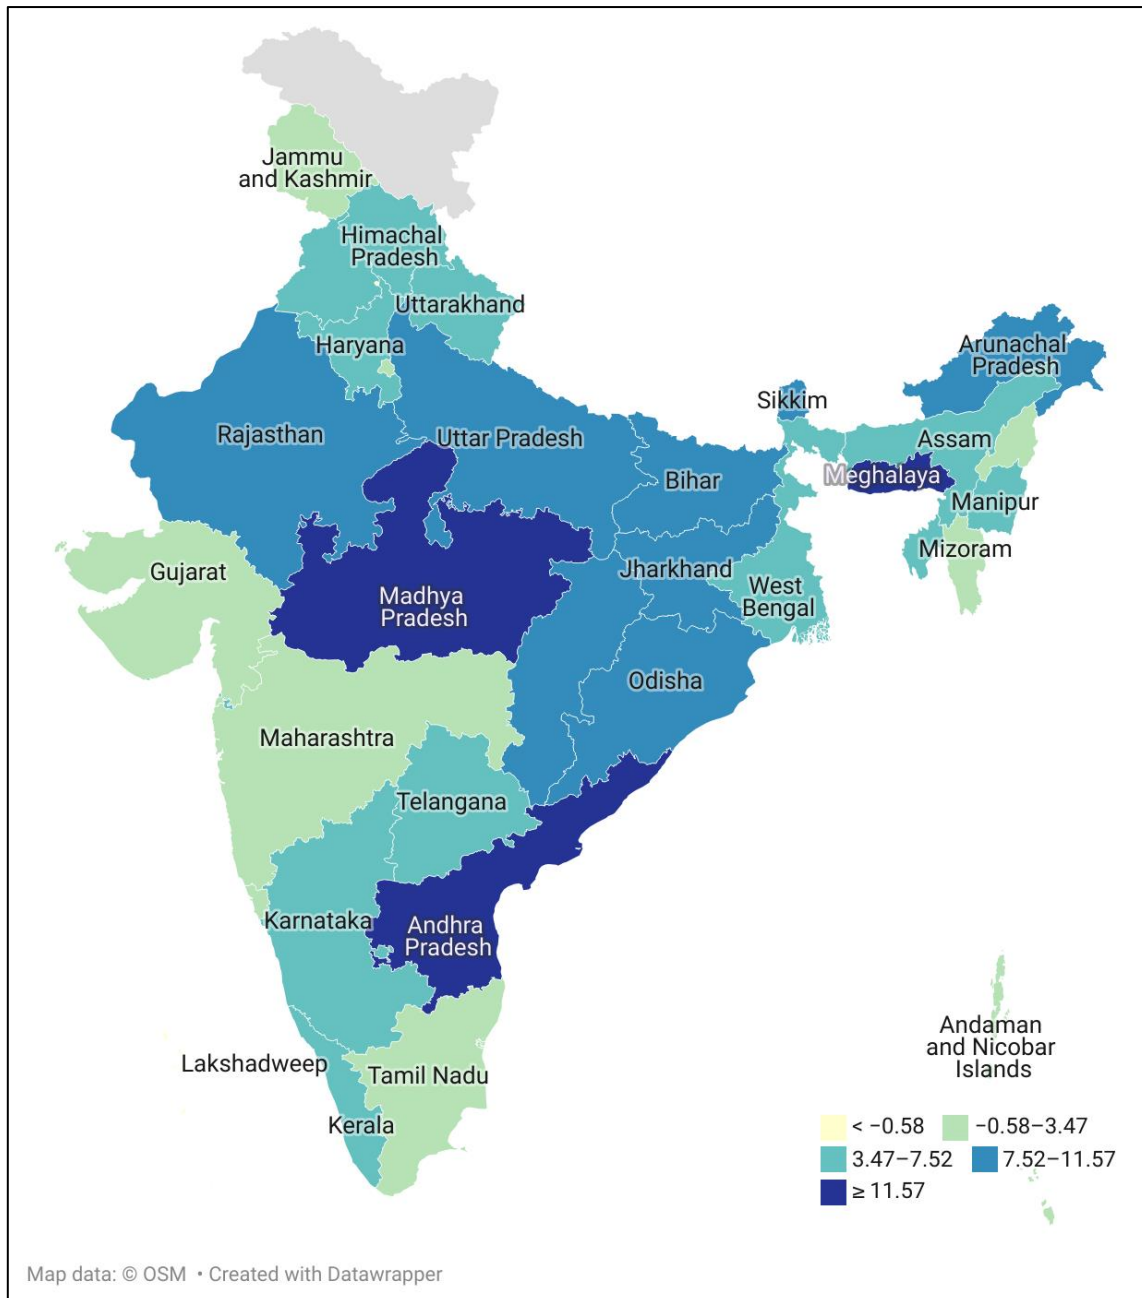 Jammu
and Kashmir
Himachal
Pradesh
Uttarakhand
Haryana
Arunachal
Pradesh
Sikkim
Rajasthan
Uttar Pradesh
Assam
Bihar
Meghalaya
Manipur
Mizoram
Gujarat
Jharkhand
Madhya
Pradesh
West
Bengal
Odisha
Maharashtra
Telangana
Karnataka
Andhra
Pradesh
Andaman
and Nicobar
Islands
Lakshadweep
Tamil Nadu
Kerala
< −0.58
−0.58–3.47
3.47–7.52
7.52–11.57
≥ 11.57
Map data: © OSM • Created with Datawrapper